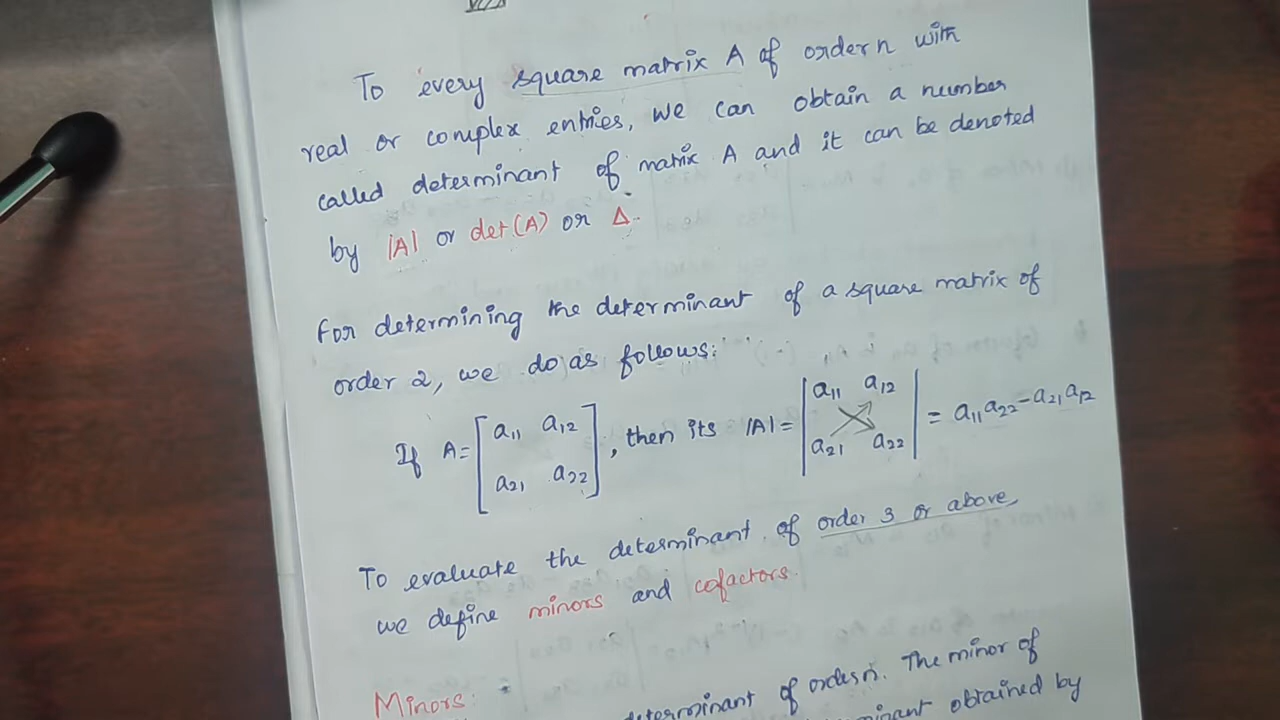 To every square matrix A of order n with
real or complex entries, we can obtain a number
called determinant of matrix A and it can be denoted
by |A| or det(A) or Δ.
For determining the determinant of a square matrix of
order 2, we do as follows:
If A = [a11 a12
a21 a22], then its |A| = |a11 a12
a21 a22| = a11 a22 - a21 a12
To evaluate the determinant of order 3 or above,
we define minors and cofactors.
Minors:
determinant of order n. The minor of
obtained by